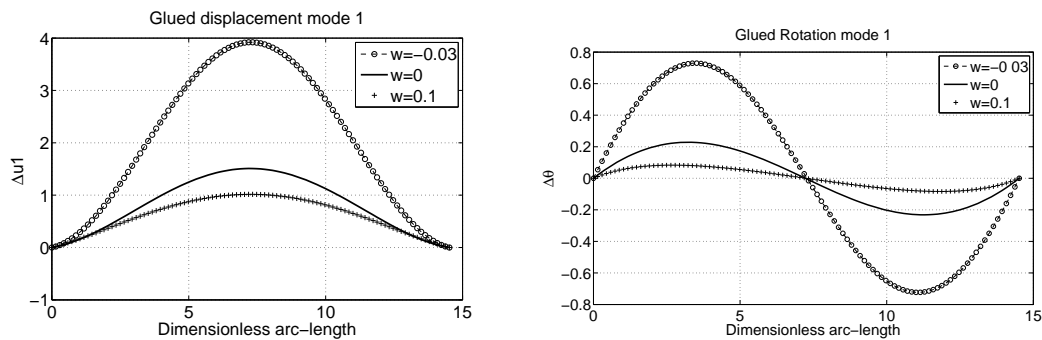 Glued displacement mode 1
4
3
2
1
0
−1
Δu1
w=−0.03
w=0
w=0.1
0
5
10
15
Dimensionless arc−length
Glued Rotation mode 1
0.8
0.6
0.4
0.2
0
−0.2
−0.4
−0.6
−0.8
Δθ
w=−0 03
w=0
w=0.1
0
5
10
15
Dimensionless arc−length